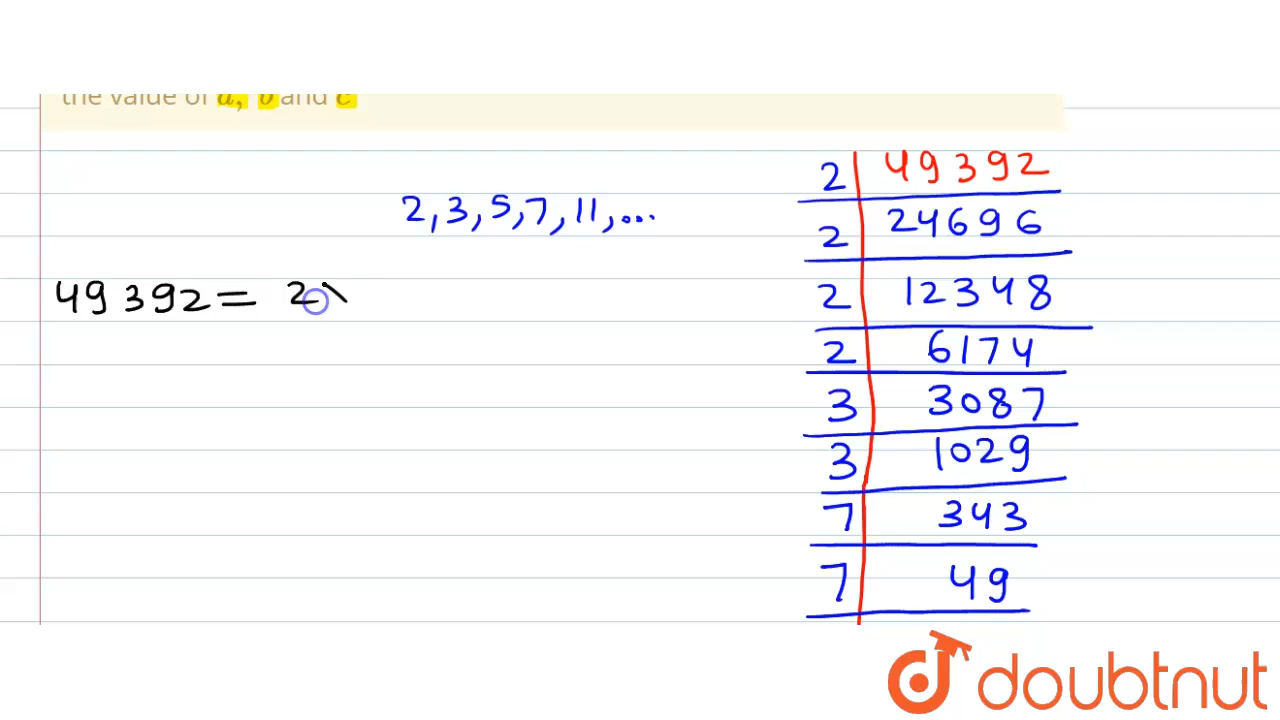 the value of a, b and c
2, 3, 5, 7, 11, ...
49392 = 2 ×
2 49392
2 24696
2 12348
2 6174
3 3087
3 1029
7 343
7 49
doubtnut